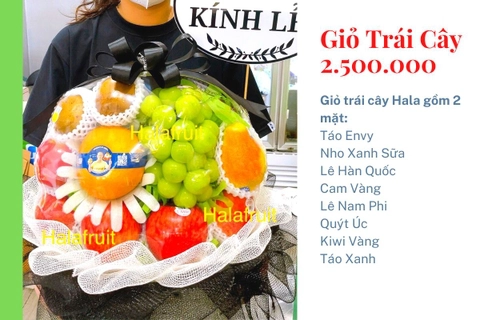 KÍNH LỄ
Halafruit
Halafruit
Halafruit
Giỏ Trái Cây
2.500.000
Giỏ trái cây Hala gồm 2
mặt:
Táo Envy
Nho Xanh Sữa
Lê Hàn Quốc
Cam Vàng
Lê Nam Phi
Quýt Úc
Kiwi Vàng
Táo Xanh